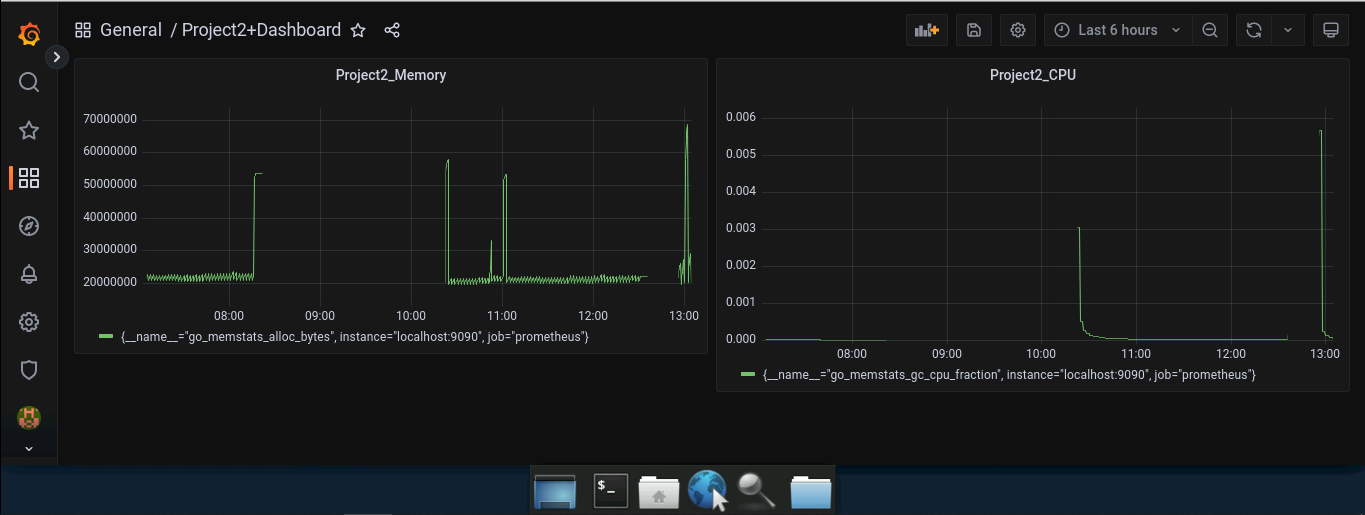 General / Project2+Dashboard
Last 6 hours
Project2_Memory
70000000
60000000
50000000
40000000
30000000
20000000
08:00 09:00 10:00 11:00 12:00 13:00
{__name__="go_memstats_alloc_bytes", instance="localhost:9090", job="prometheus"}
Project2_CPU
0.006
0.005
0.004
0.003
0.002
0.001
0.000
08:00 09:00 10:00 11:00 12:00 13:00
{__name__="go_memstats_gc_cpu_fraction", instance="localhost:9090", job="prometheus"}
$_